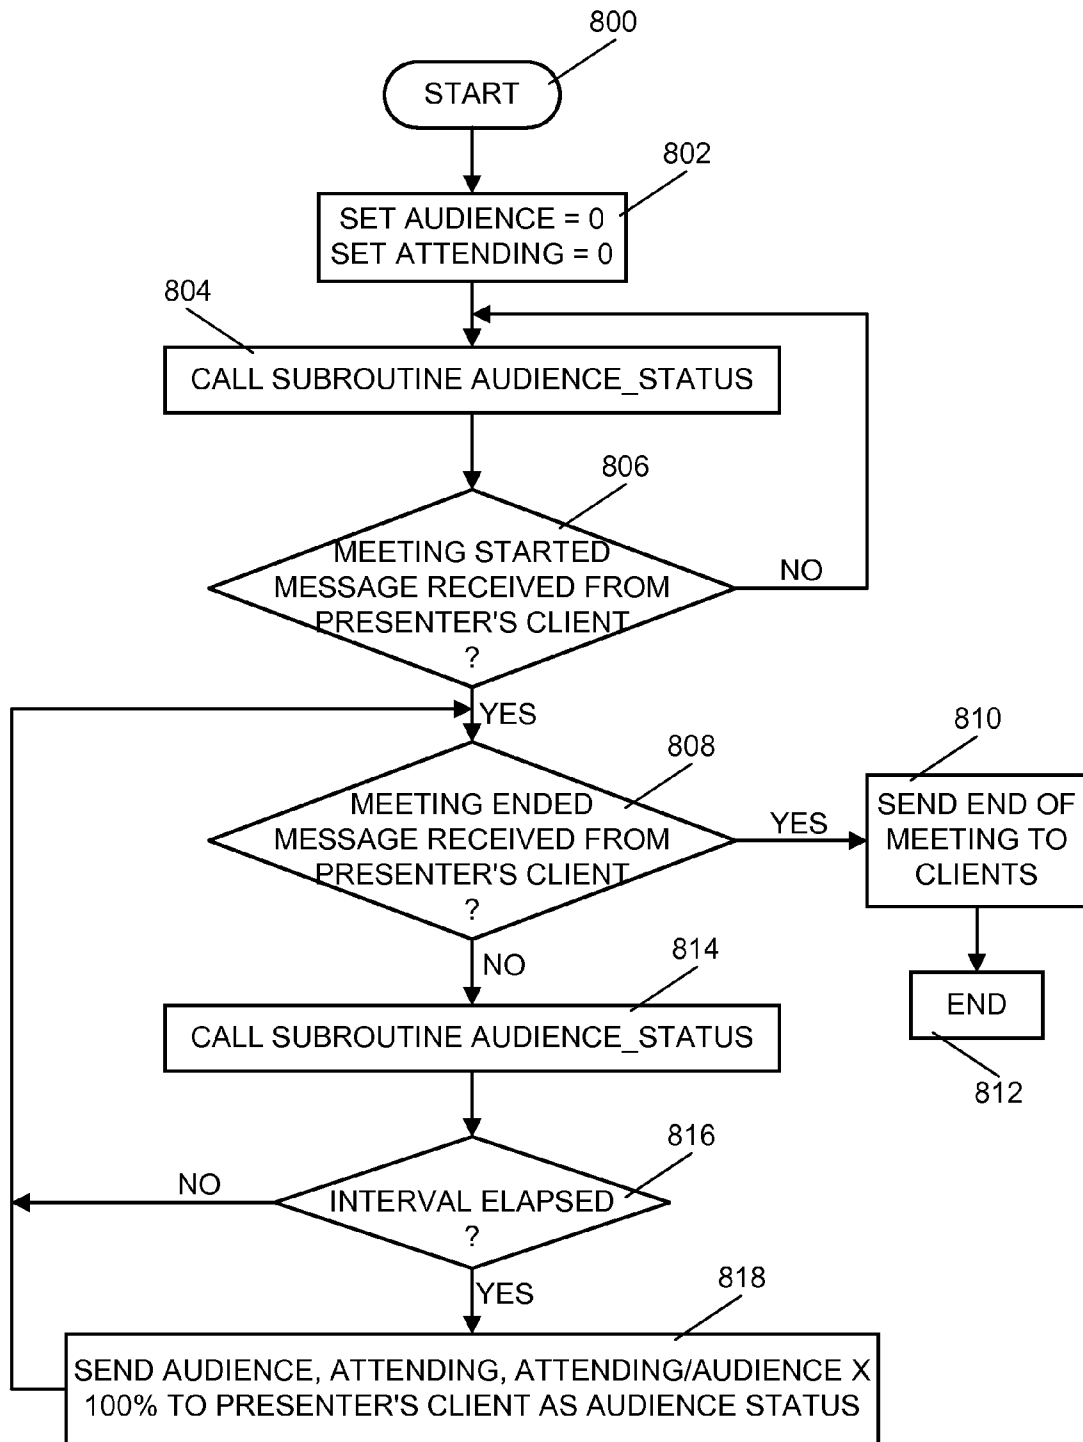 800
START
802
SET AUDIENCE = 0
SET ATTENDING = 0
804
CALL SUBROUTINE AUDIENCE_STATUS
806
MEETING STARTED
MESSAGE RECEIVED FROM
PRESENTER'S CLIENT
?
NO
YES
808
MEETING ENDED
MESSAGE RECEIVED FROM
PRESENTER'S CLIENT
?
YES
810
SEND END OF
MEETING TO
CLIENTS
NO
814
CALL SUBROUTINE AUDIENCE_STATUS
END
812
816
INTERVAL ELAPSED
?
NO
YES
818
SEND AUDIENCE, ATTENDING, ATTENDING/AUDIENCE X
100% TO PRESENTER'S CLIENT AS AUDIENCE STATUS